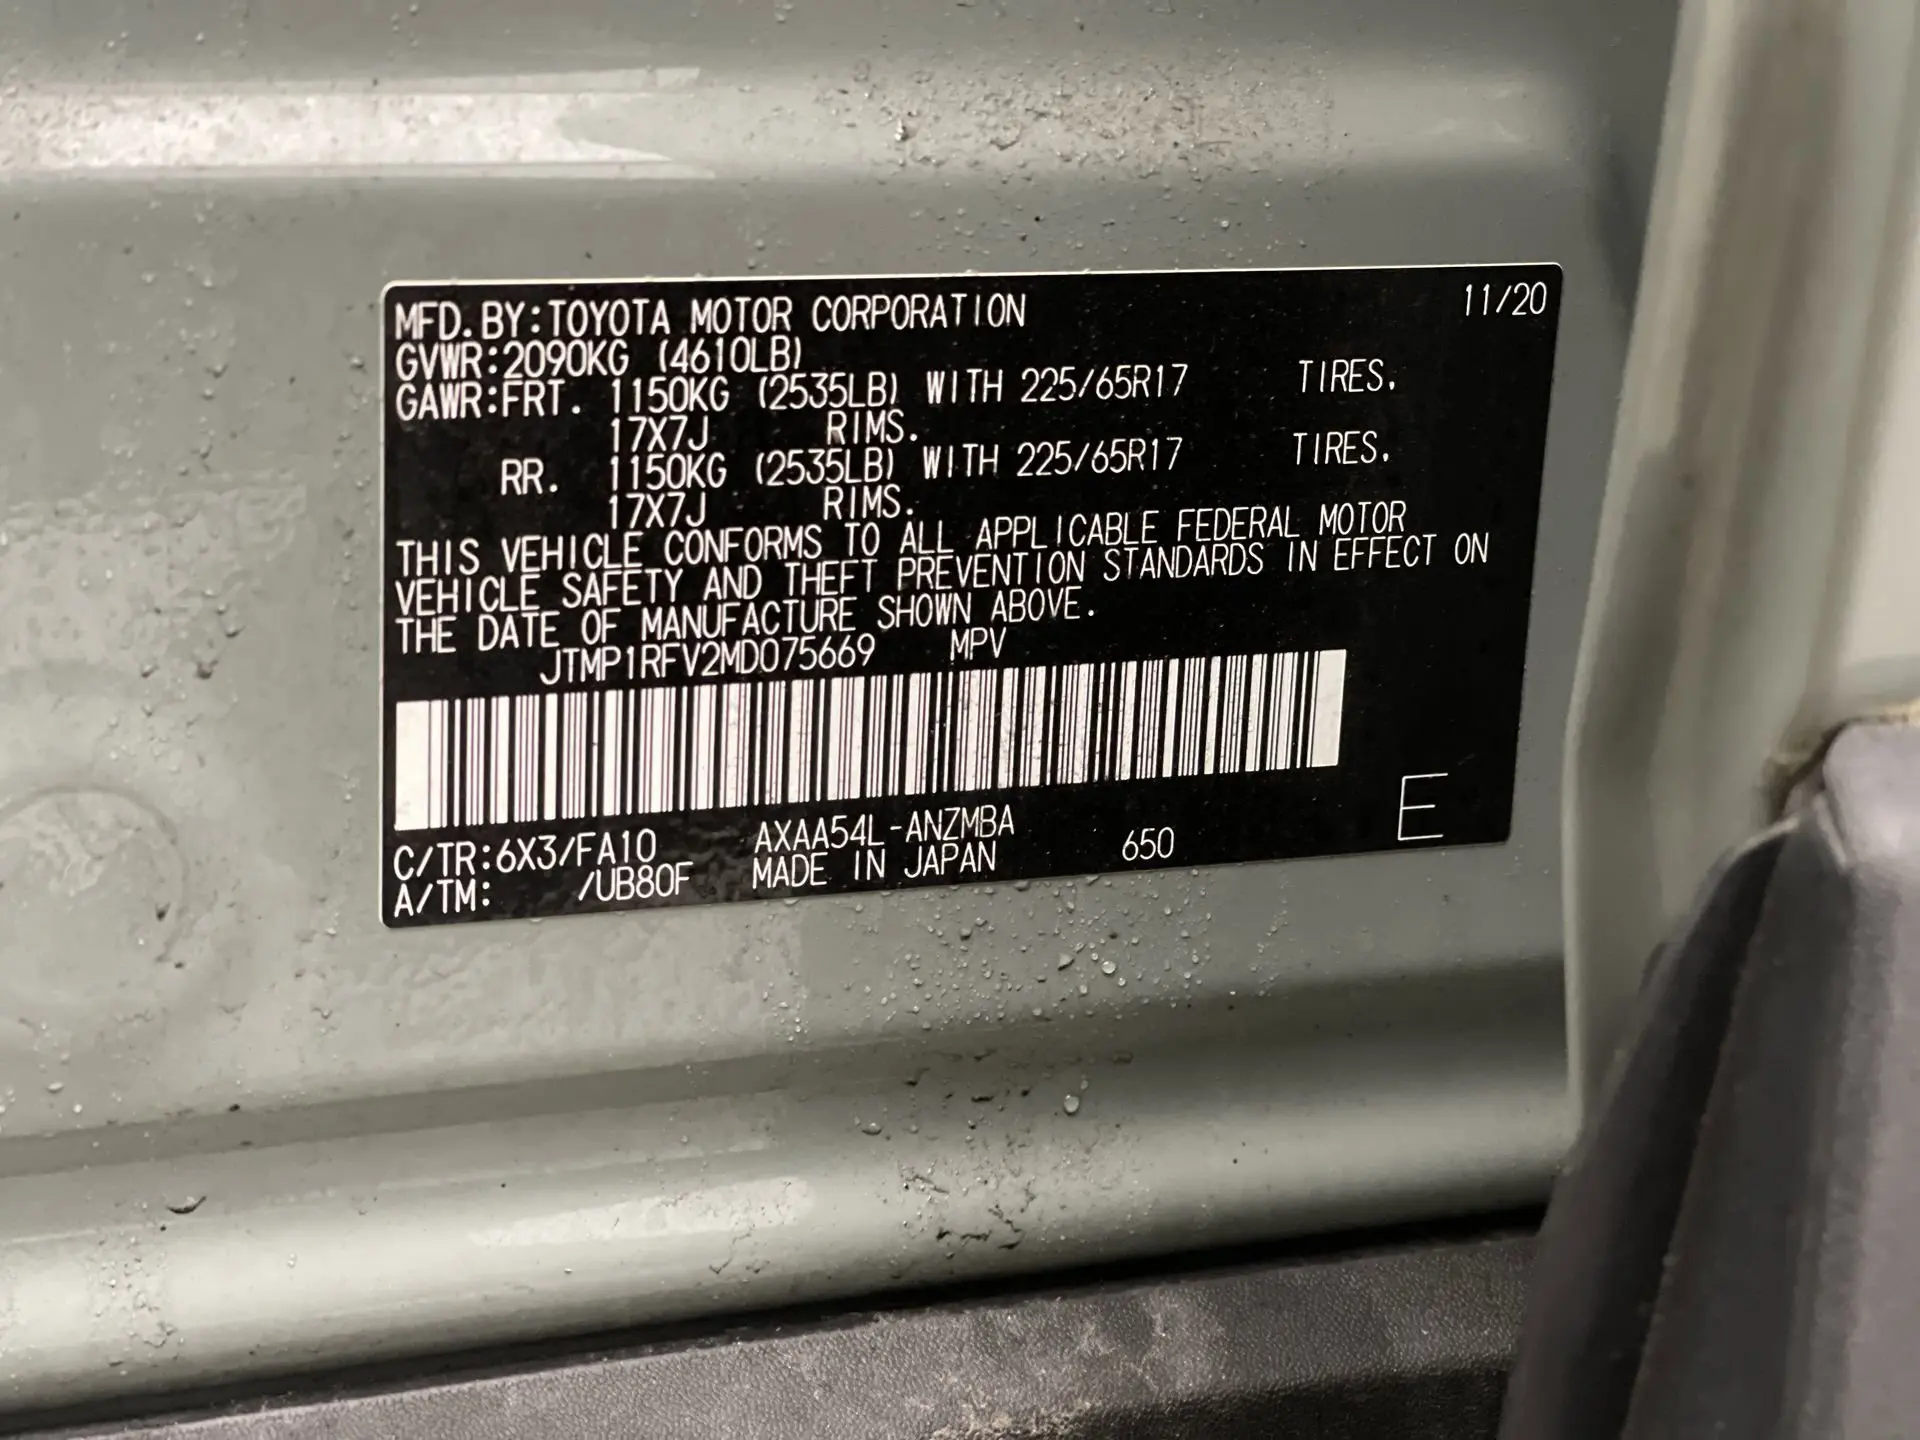 MFD.BY:TOYOTA MOTOR CORPORATION 11/20
GVWR:2090KG (4610LB)
GAWR:FRT. 1150KG (2535LB) WITH 225/65R17 TIRES.
17X7J RIMS.
RR. 1150KG (2535LB) WITH 225/65R17 TIRES.
17X7J RIMS.
THIS VEHICLE CONFORMS TO ALL APPLICABLE FEDERAL MOTOR
VEHICLE SAFETY AND THEFT PREVENTION STANDARDS IN EFFECT ON
THE DATE OF MANUFACTURE SHOWN ABOVE.
JTMP1RFV2MD075669 MPV
E
C/TR:6X3/FA10 AXAA54L-ANZMBA
A/TM: /UB80F MADE IN JAPAN 650